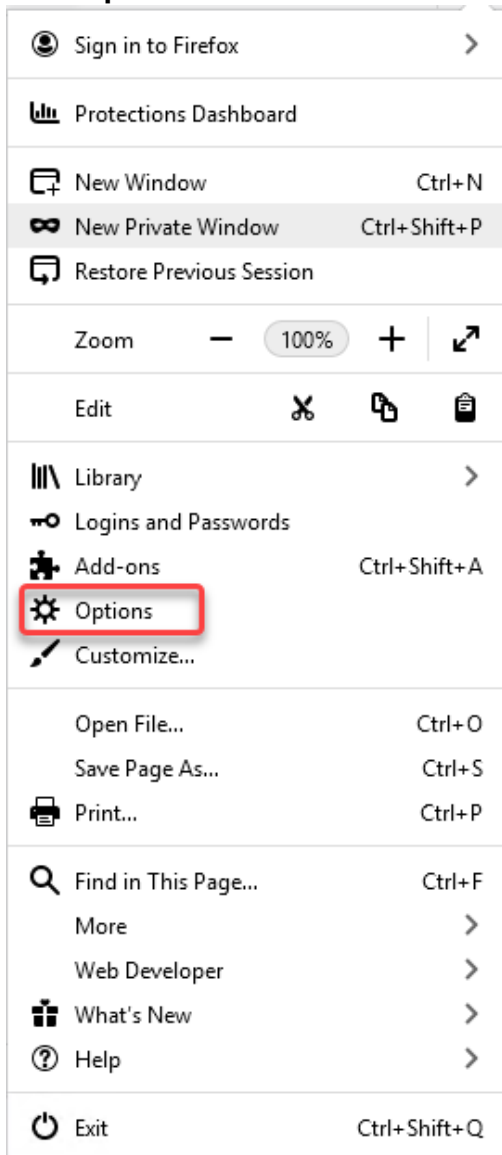 Sign in to Firefox
Protections Dashboard
New Window Ctrl+N
New Private Window Ctrl+Shift+P
Restore Previous Session
Zoom 100%
Edit
Library
Logins and Passwords
Add-ons Ctrl+Shift+A
Options
Customize...
Open File... Ctrl+O
Save Page As... Ctrl+S
Print... Ctrl+P
Find in This Page... Ctrl+F
More
Web Developer
What's New
Help
Exit Ctrl+Shift+Q